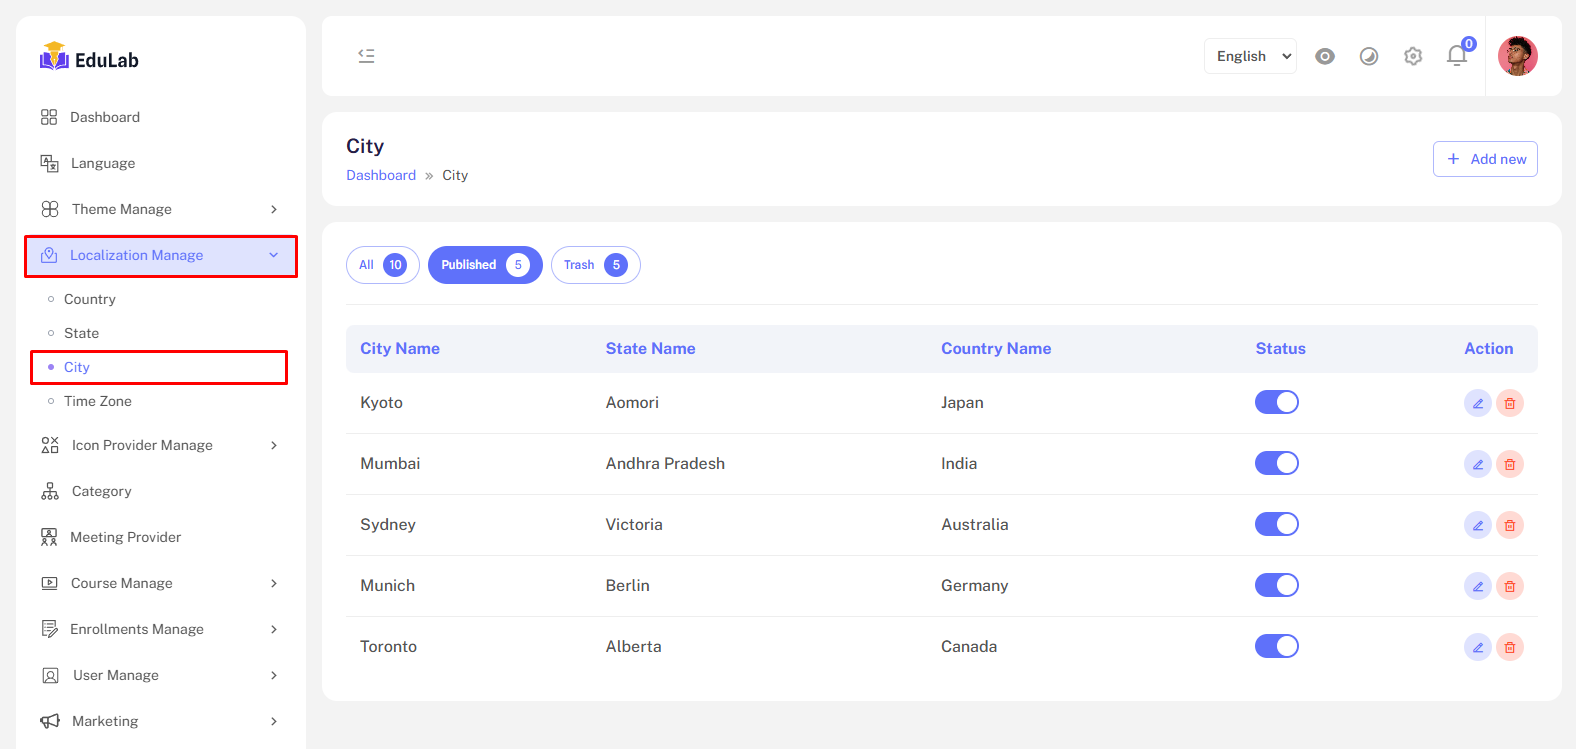 EduLab
Dashboard
Language
Theme Manage
Localization Manage
Country
State
City
Time Zone
Icon Provider Manage
Category
Meeting Provider
Course Manage
Enrollments Manage
User Manage
Marketing
English
0
City
Dashboard » City
+ Add new
All 10 Published 5 Trash 5
City Name State Name Country Name Status Action
Kyoto Aomori Japan
Mumbai Andhra Pradesh India
Sydney Victoria Australia
Munich Berlin Germany
Toronto Alberta Canada